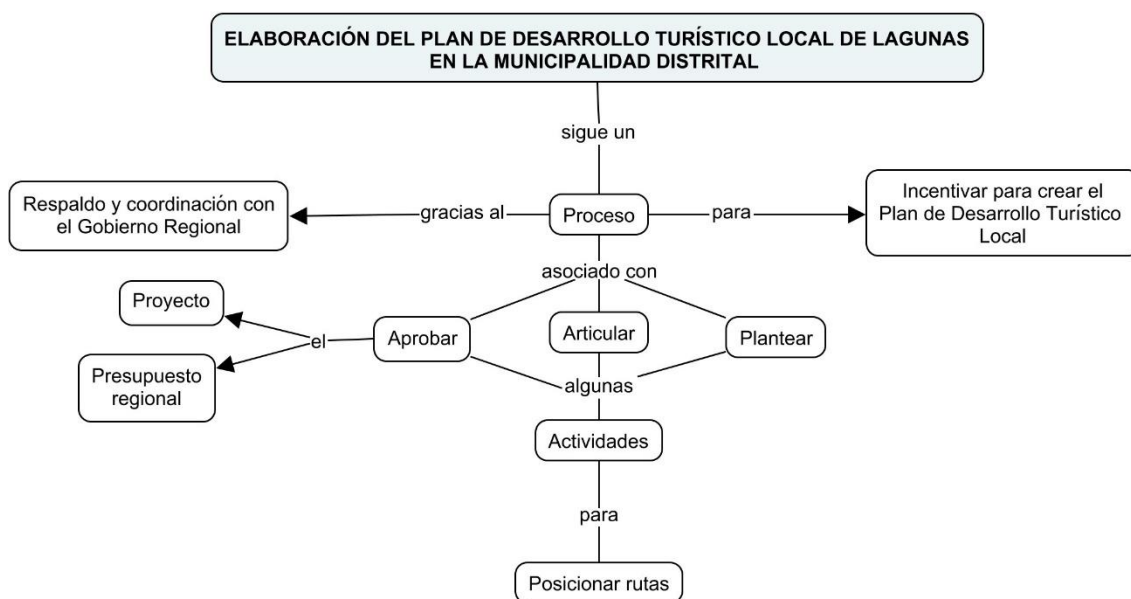 ELABORACIÓN DEL PLAN DE DESARROLLO TURÍSTICO LOCAL DE LAGUNAS
EN LA MUNICIPALIDAD DISTRITAL
sigue un
Respaldo y coordinación con
el Gobierno Regional
gracias al
Proceso
para
Incentivar para crear el
Plan de Desarrollo Turístico
Local
asociado con
Proyecto
el
Aprobar
Articular
Plantear
Presupuesto
regional
algunas
Actividades
para
Posicionar rutas